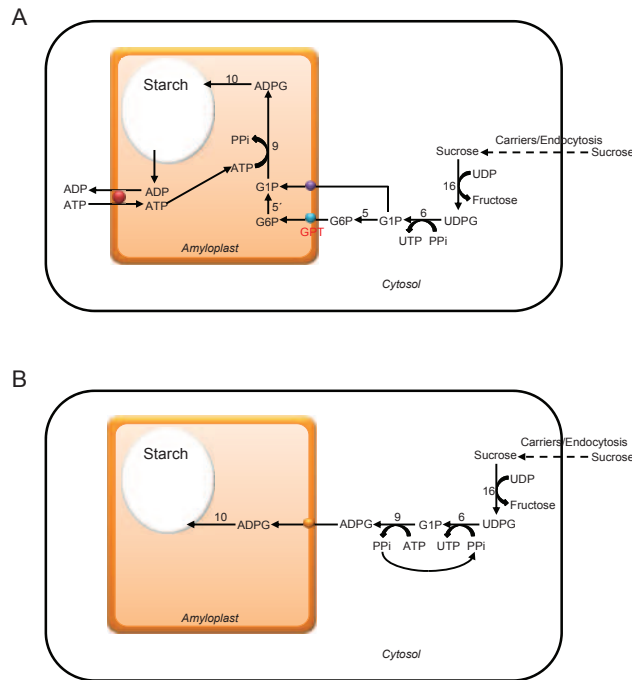 A
Starch
10
ADPG
PPi
9
ATP
Carriers/Endocytosis
Sucrose
Sucrose
UDP
16
Fructose
ADP
ADP
ATP
ATP
G1P
5´
G6P
GPT
G6P
5
G1P
6
UDPG
UTP PPi
Amyloplast
Cytosol
B
Carriers/Endocytosis
Sucrose
Sucrose
Starch
UDP
16
Fructose
10
ADPG
ADPG
9
G1P
6
UDPG
PPi ATP UTP PPi
Amyloplast
Cytosol